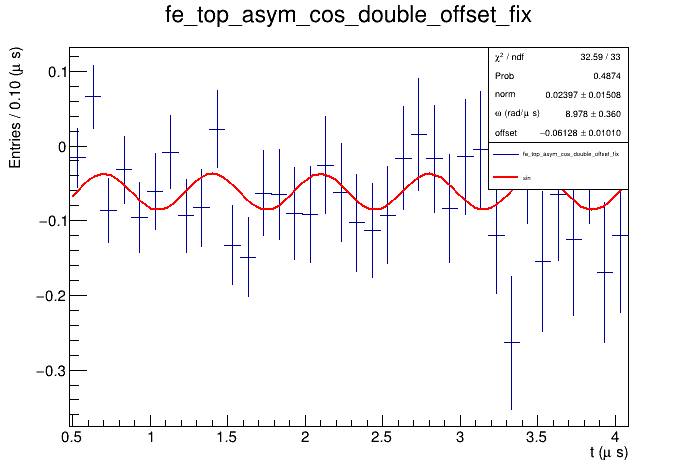 fe_top_asym_cos_double_offset_fix
Entries / 0.10 (μ s)
χ² / ndf 32.59 / 33
Prob 0.4874
norm 0.02397 ± 0.01508
ω (rad/μ s) 8.978 ± 0.360
offset −0.06128 ± 0.01010
fe_top_asym_cos_double_offset_fix
sin
0.1
0
−0.1
−0.2
−0.3
0.5 1 1.5 2 2.5 3 3.5 4
t (μ s)